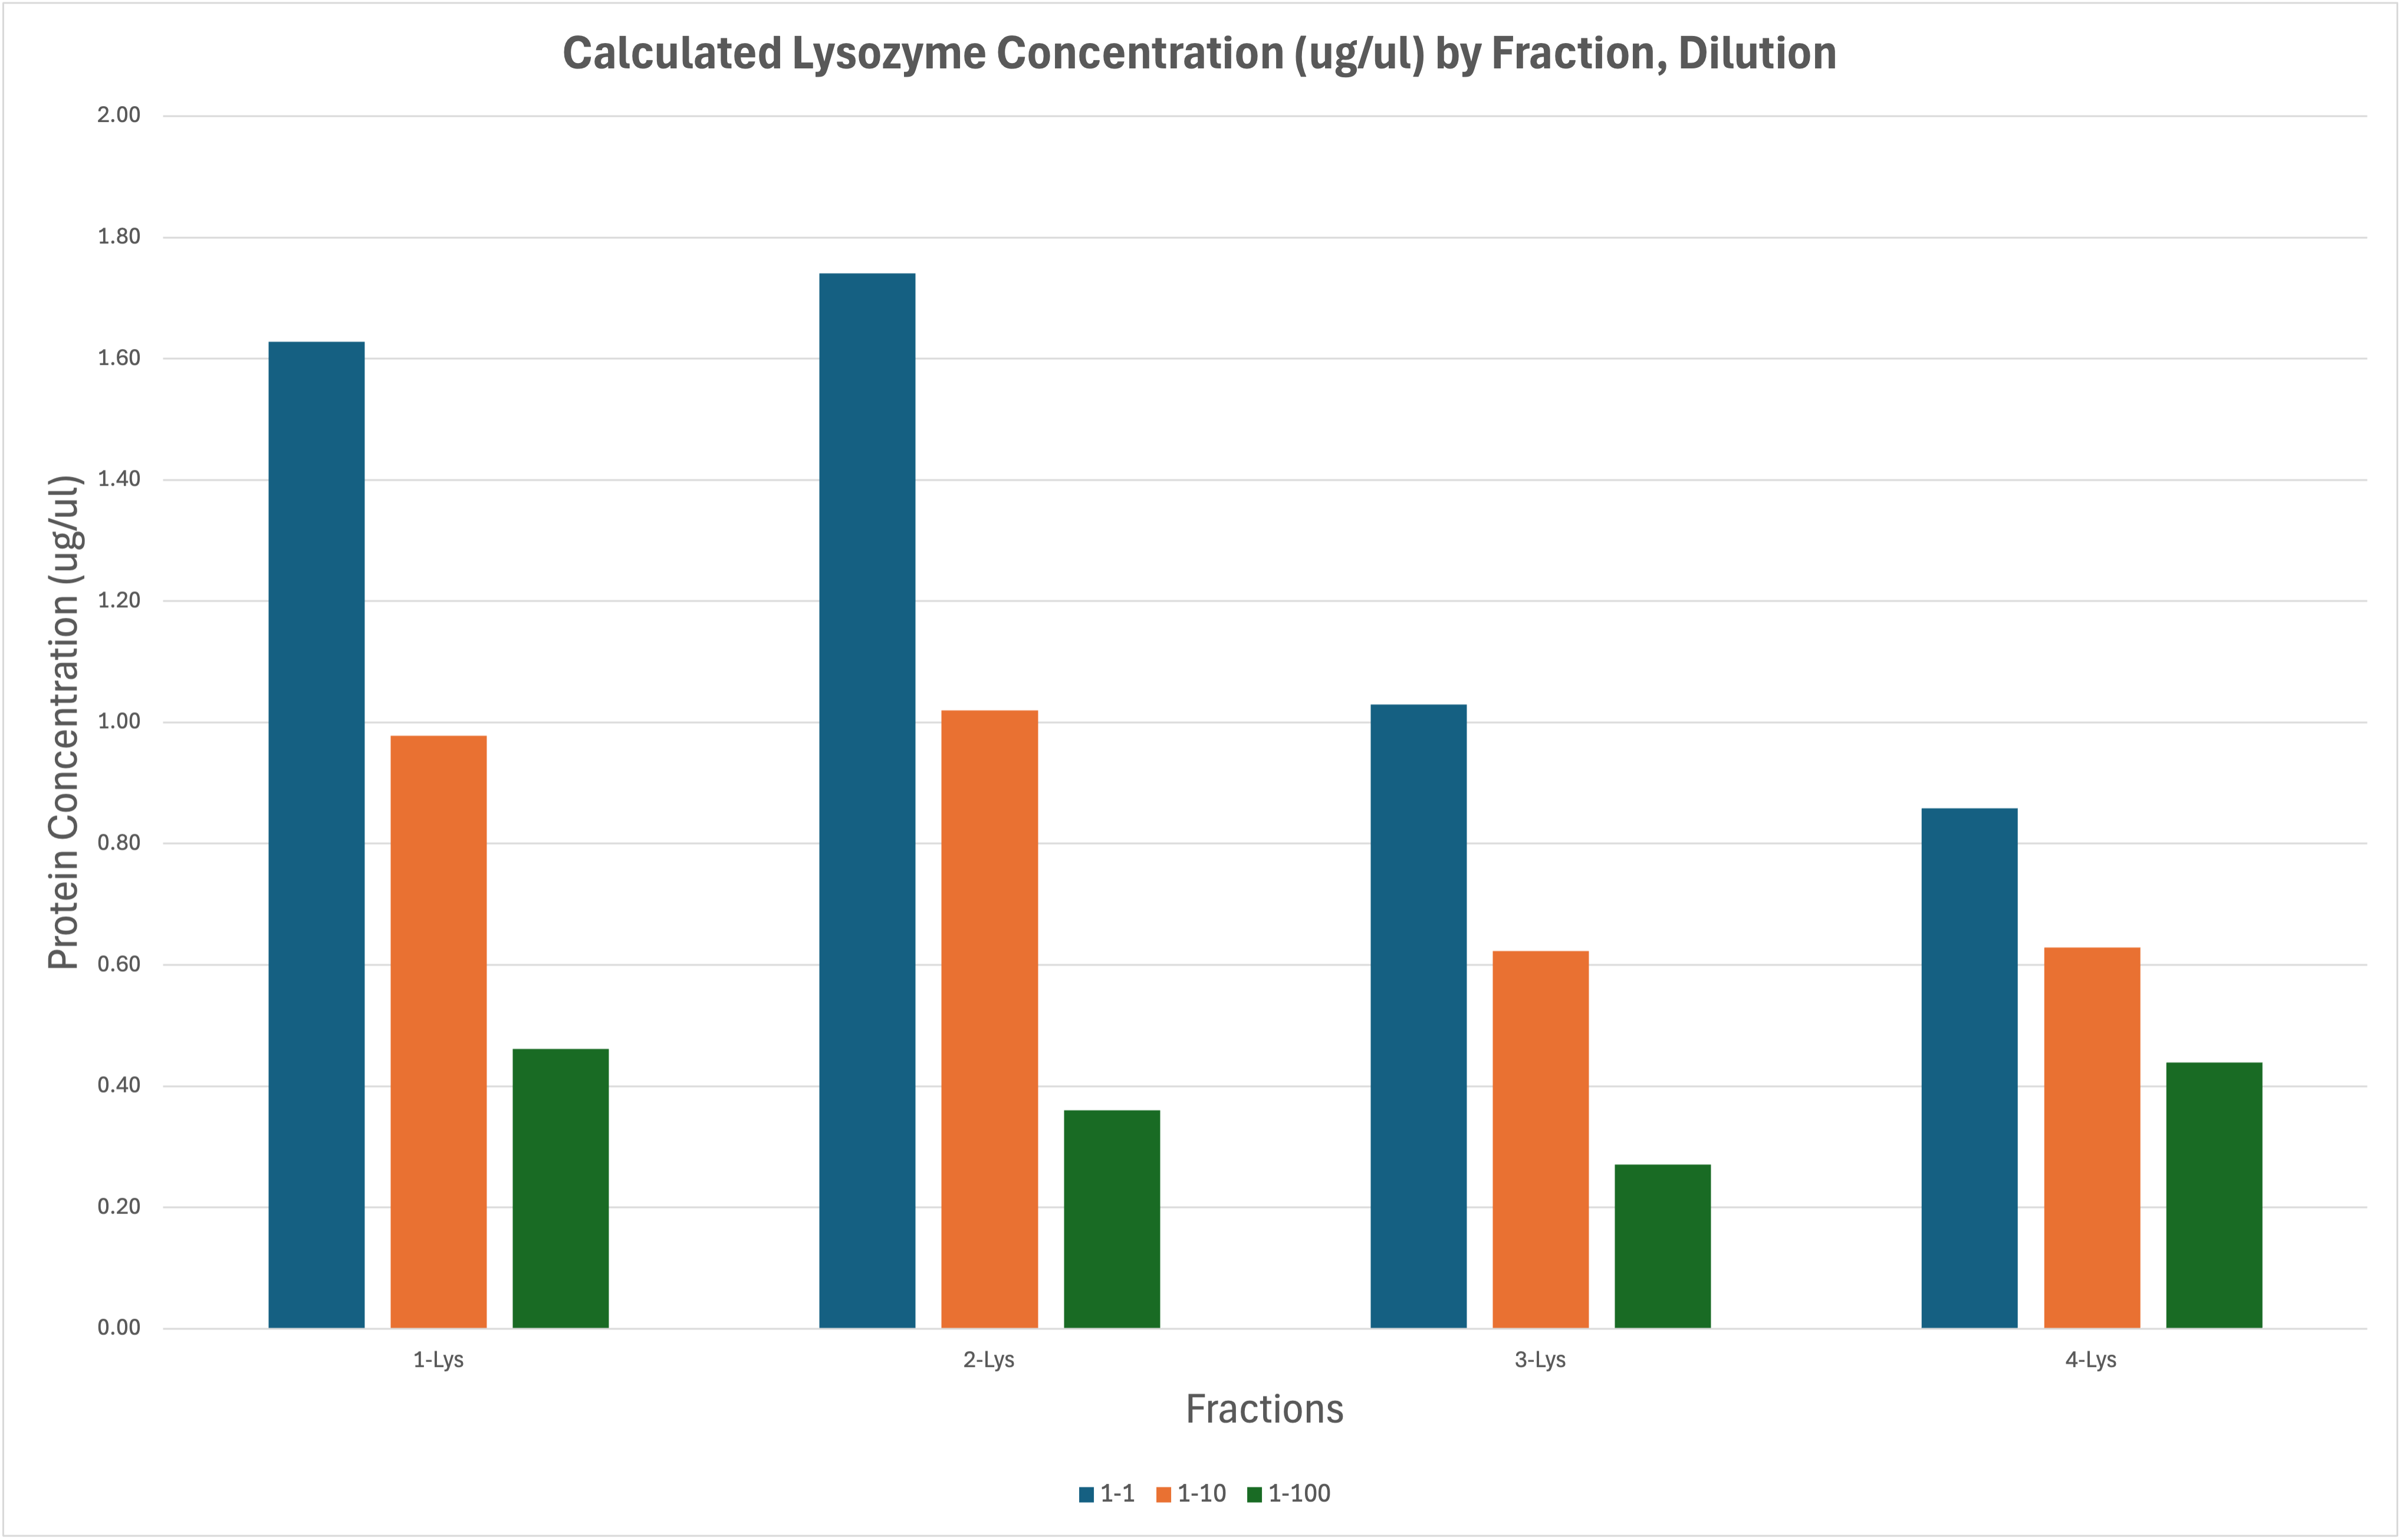 Calculated Lysozyme Concentration (ug/ul) by Fraction, Dilution
Protein Concentration (ug/ul)
2.00
1.80
1.60
1.40
1.20
1.00
0.80
0.60
0.40
0.20
0.00
1-Lys 2-Lys 3-Lys 4-Lys
Fractions
1-1 1-10 1-100